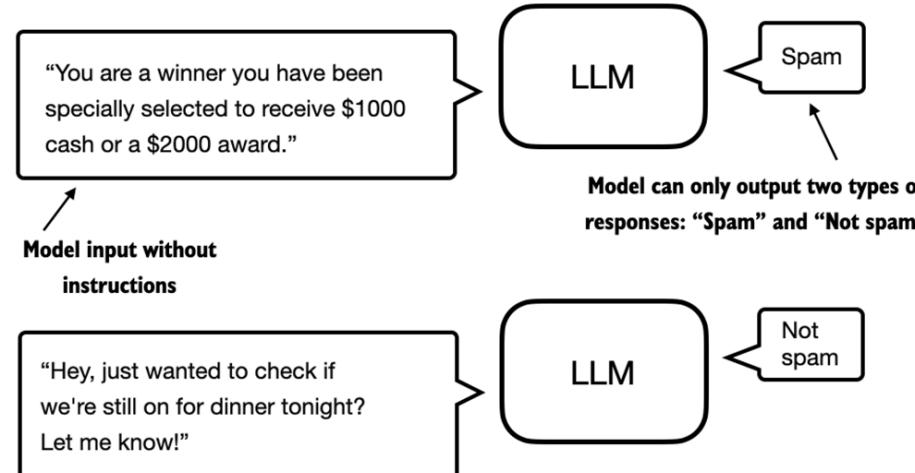 “You are a winner you have been
specially selected to receive $1000
cash or a $2000 award.”
LLM
Spam
Model can only output two types o
responses: “Spam” and “Not spam
Model input without
instructions
“Hey, just wanted to check if
we're still on for dinner tonight?
Let me know!”
LLM
Not
spam